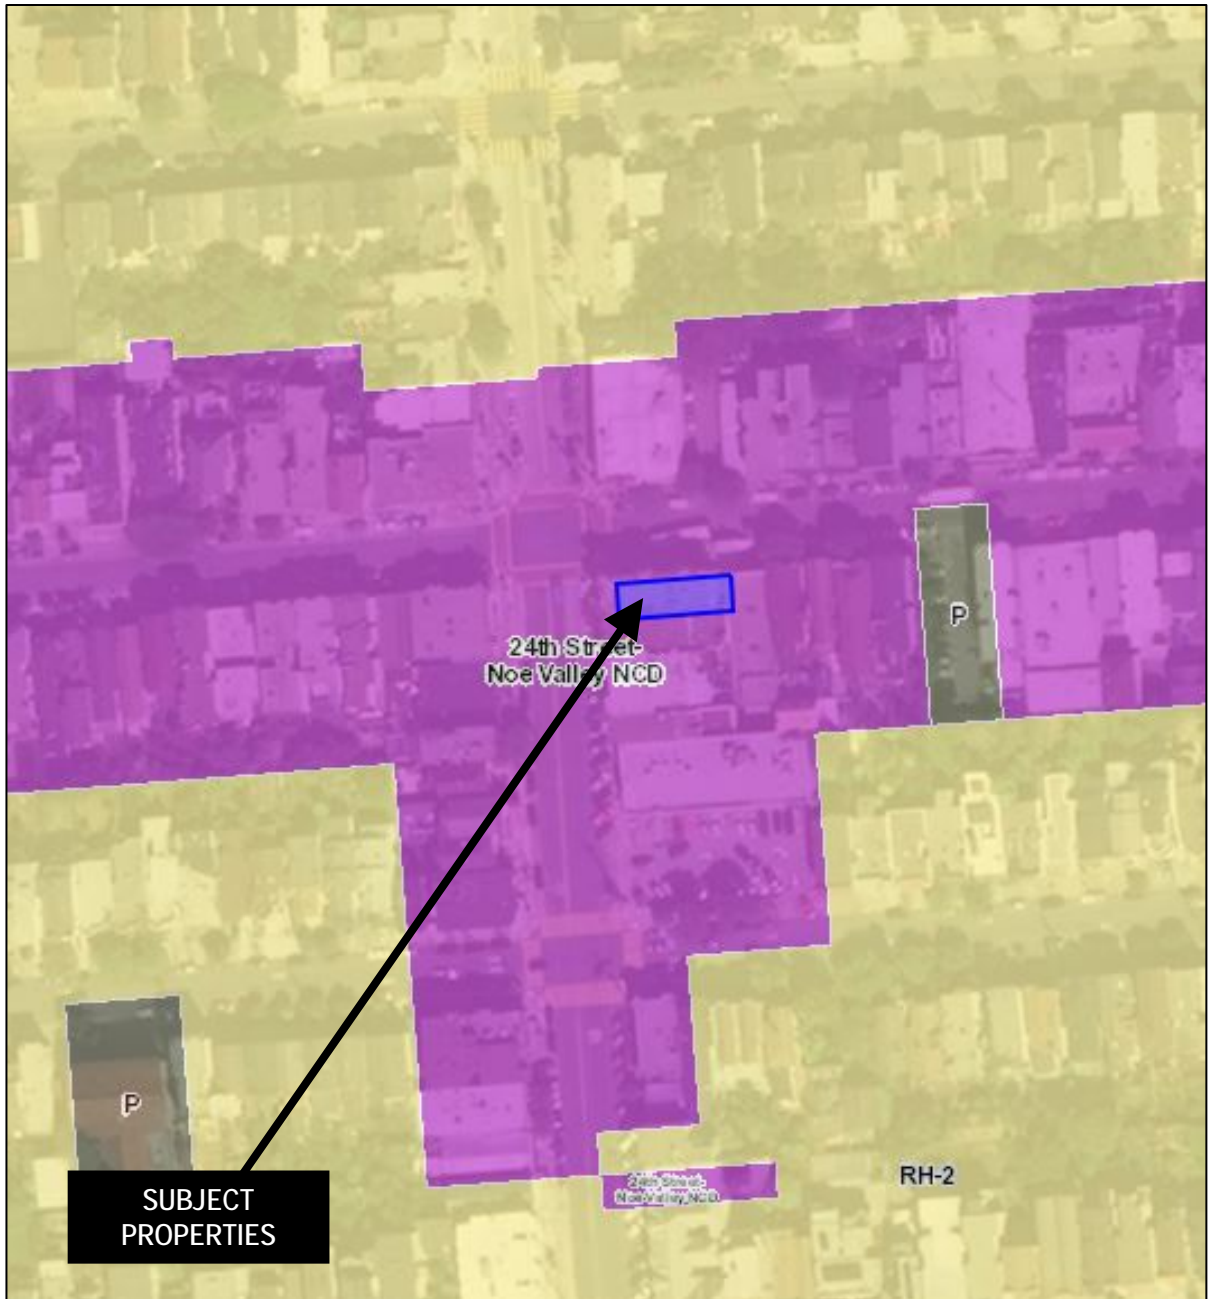 P
24th Street-
Noe Valley NCD
P
SUBJECT
PROPERTIES
24th Street-
Noe Valley NCD
RH-2